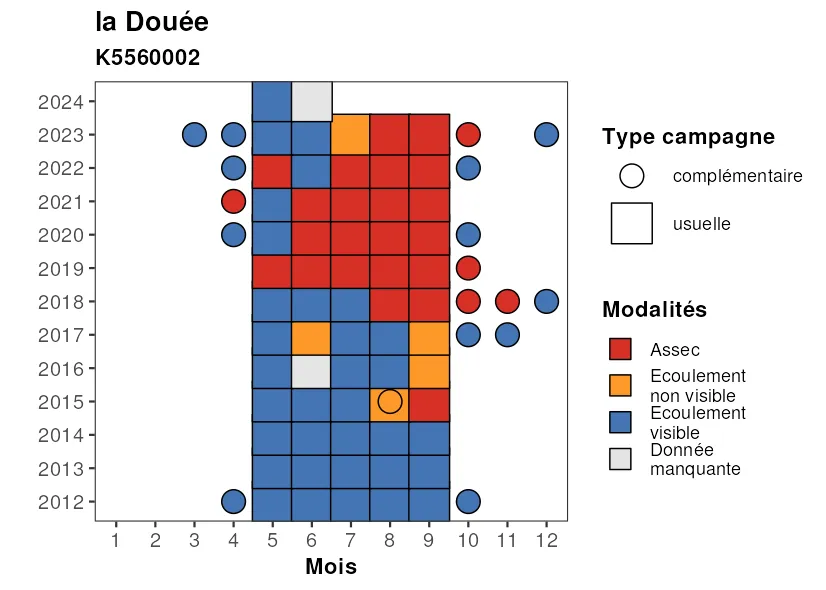 la Douée
K5560002
2024
2023
2022
2021
2020
2019
2018
2017
2016
2015
2014
2013
2012
1 2 3 4 5 6 7 8 9 10 11 12
Mois
Type campagne
complémentaire
usuelle
Modalités
Assec
Ecoulement
non visible
Ecoulement
visible
Donnée
manquante